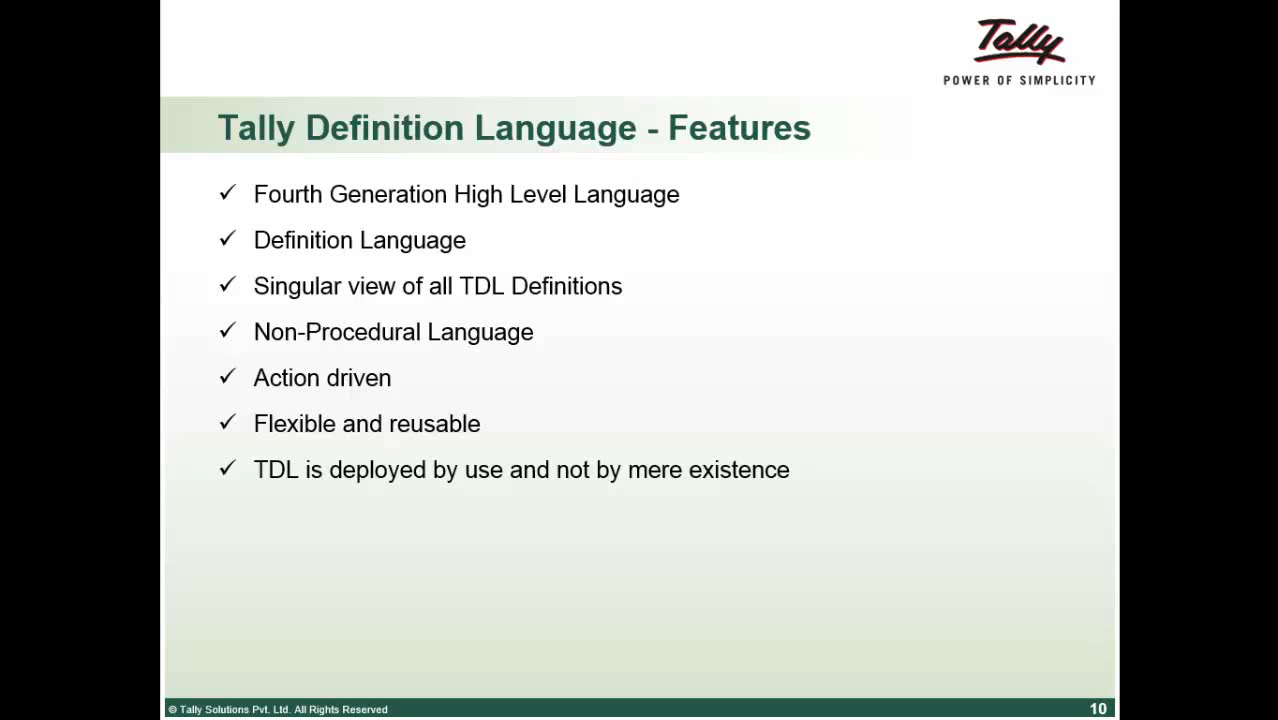 Tally
POWER OF SIMPLICITY
Tally Definition Language - Features
✓ Fourth Generation High Level Language
✓ Definition Language
✓ Singular view of all TDL Definitions
✓ Non-Procedural Language
✓ Action driven
✓ Flexible and reusable
✓ TDL is deployed by use and not by mere existence
© Tally Solutions Pvt. Ltd. All Rights Reserved
10